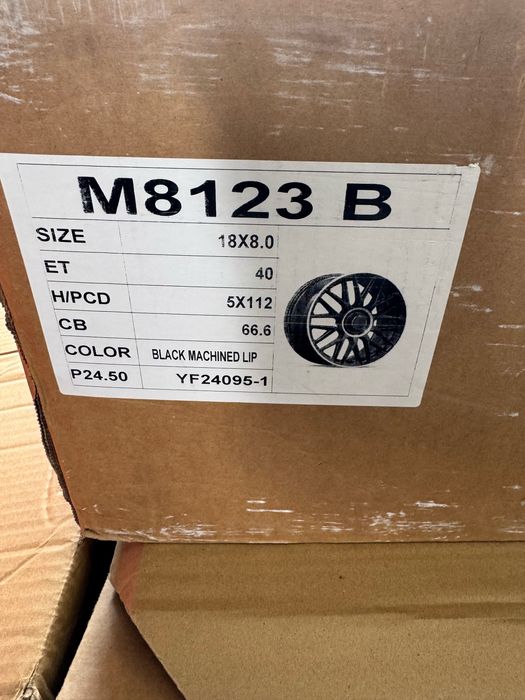 M8123 B
SIZE 18X8.0
ET 40
H/PCD 5X112
CB 66.6
COLOR BLACK MACHINED LIP
P24.50 YF24095-1